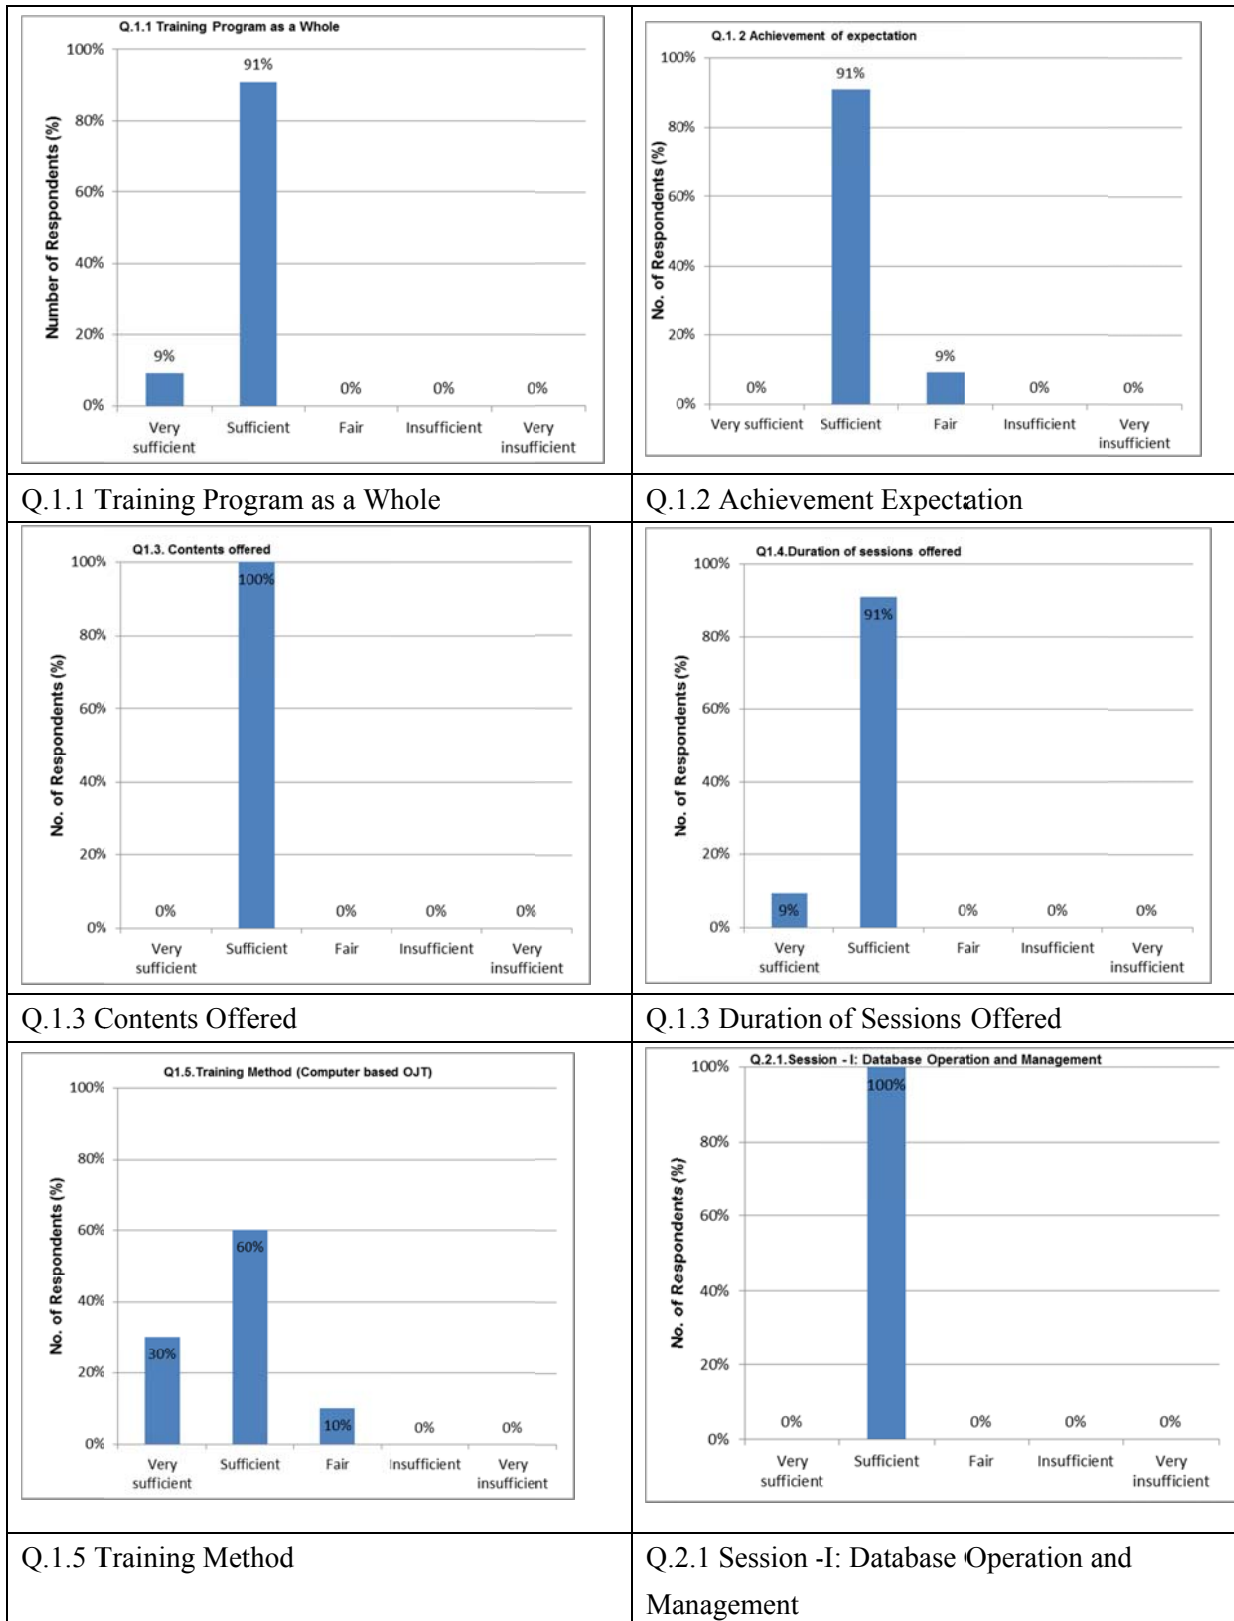 Q.1.1 Training Program as a Whole
Number of Respondents (%)
100%
80%
60%
40%
20%
0%
9%
91%
0%
0%
0%
Very sufficient
Sufficient
Fair
Insufficient
Very insufficient
Q.1. 2 Achievement of expectation
No. of Respondents (%)
100%
80%
60%
40%
20%
0%
0%
91%
9%
0%
0%
Very sufficient
Sufficient
Fair
Insufficient
Very insufficient
Q.1.1 Training Program as a Whole
Q.1.2 Achievement Expectation
Q1.3. Contents offered
No. of Respondents (%)
100%
80%
60%
40%
20%
0%
0%
100%
0%
0%
0%
Very sufficient
Sufficient
Fair
Insufficient
Very insufficient
Q1.4.Duration of sessions offered
No. of Respondents (%)
100%
80%
60%
40%
20%
0%
9%
91%
0%
0%
0%
Very sufficient
Sufficient
Fair
Insufficient
Very insufficient
Q.1.3 Contents Offered
Q.1.3 Duration of Sessions Offered
Q1.5.Training Method (Computer based OJT)
No. of Respondents (%)
100%
80%
60%
40%
20%
0%
30%
60%
10%
0%
0%
Very sufficient
Sufficient
Fair
Insufficient
Very insufficient
Q.2.1.Session - I: Database Operation and Management
No. of Respondents (%)
100%
80%
60%
40%
20%
0%
0%
100%
0%
0%
0%
Very sufficient
Sufficient
Fair
Insufficient
Very insufficient
Q.1.5 Training Method
Q.2.1 Session -I: Database Operation and
Management